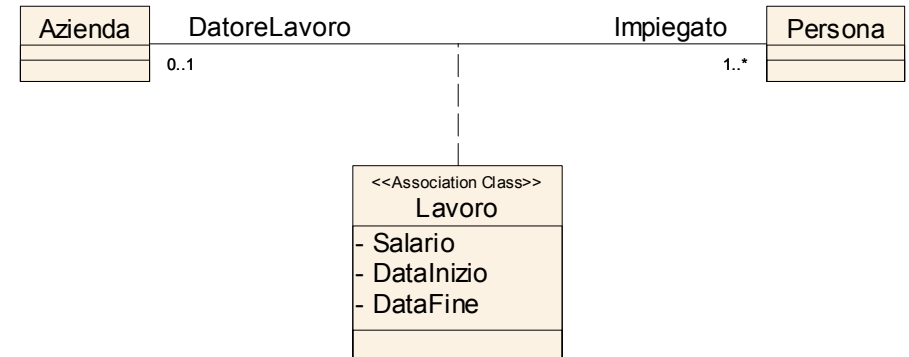 Azienda
DatoreLavoro
Impiegato
Persona
0..1
1..*
<<Association Class>>
Lavoro
- Salario
- DataInizio
- DataFine